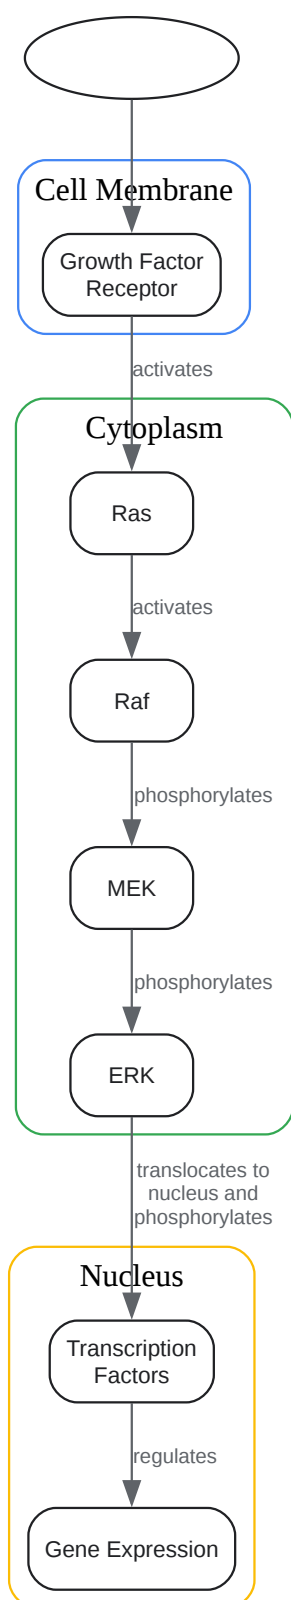 Cell Membrane
Growth Factor
Receptor
activates
Cytoplasm
Ras
activates
Raf
phosphorylates
MEK
phosphorylates
ERK
translocates to
nucleus and
phosphorylates
Nucleus
Transcription
Factors
regulates
Gene Expression